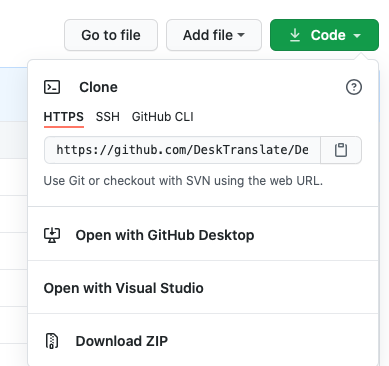 Go to file Add file Code
Clone
HTTPS SSH GitHub CLI
https://github.com/DeskTranslate/De
Use Git or checkout with SVN using the web URL.
Open with GitHub Desktop
Open with Visual Studio
Download ZIP